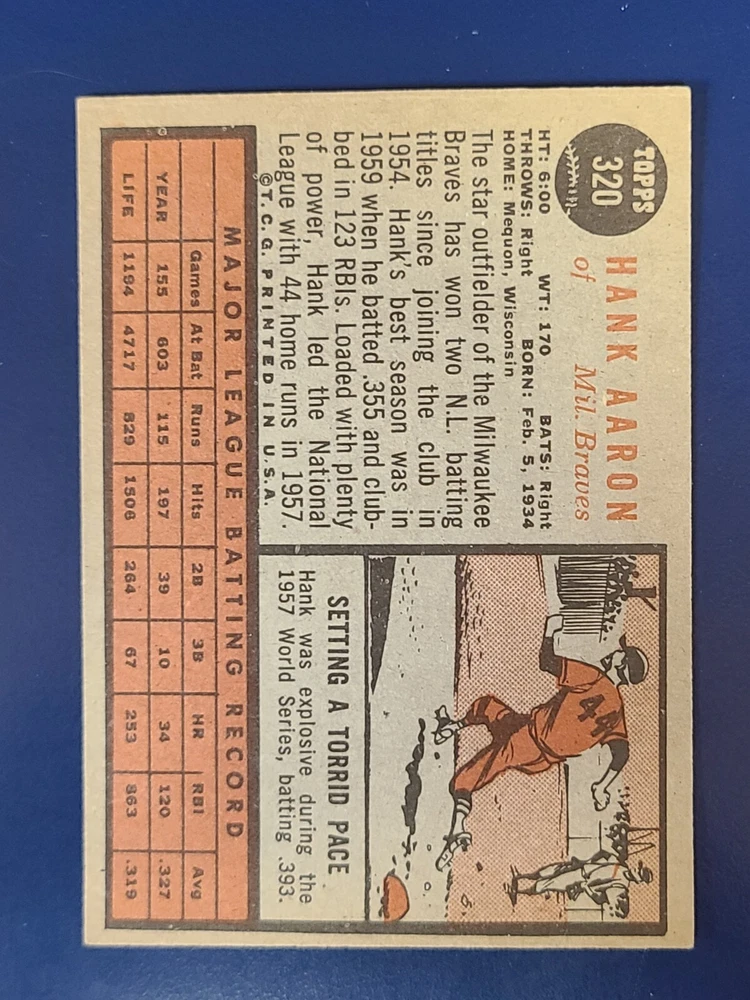 TOPPS
320
HANK AARON
of Mil. Braves
HT: 6:00 WT: 170 BATS: Right
THROWS: Right BORN: Feb. 5, 1934
HOME: Mequon, Wisconsin
The star outfielder of the Milwaukee
Braves has won two N.L. batting
titles since joining the club in
1954. Hank's best season was in
1959 when he batted .355 and club-
bed in 123 RBIs. Loaded with plenty
of power, Hank led the National
League with 44 home runs in 1957.
©T.C.G. PRINTED IN U.S.A.
44
SETTING A TORRID PACE
Hank was explosive during the
1957 World Series, batting .393.
MAJOR LEAGUE BATTING RECORD
Games At Bat Runs Hits 2B 3B HR RBI Avg
YEAR 155 603 115 197 39 10 34 120 .327
LIFE 1194 4717 829 1506 264 67 253 863 .319